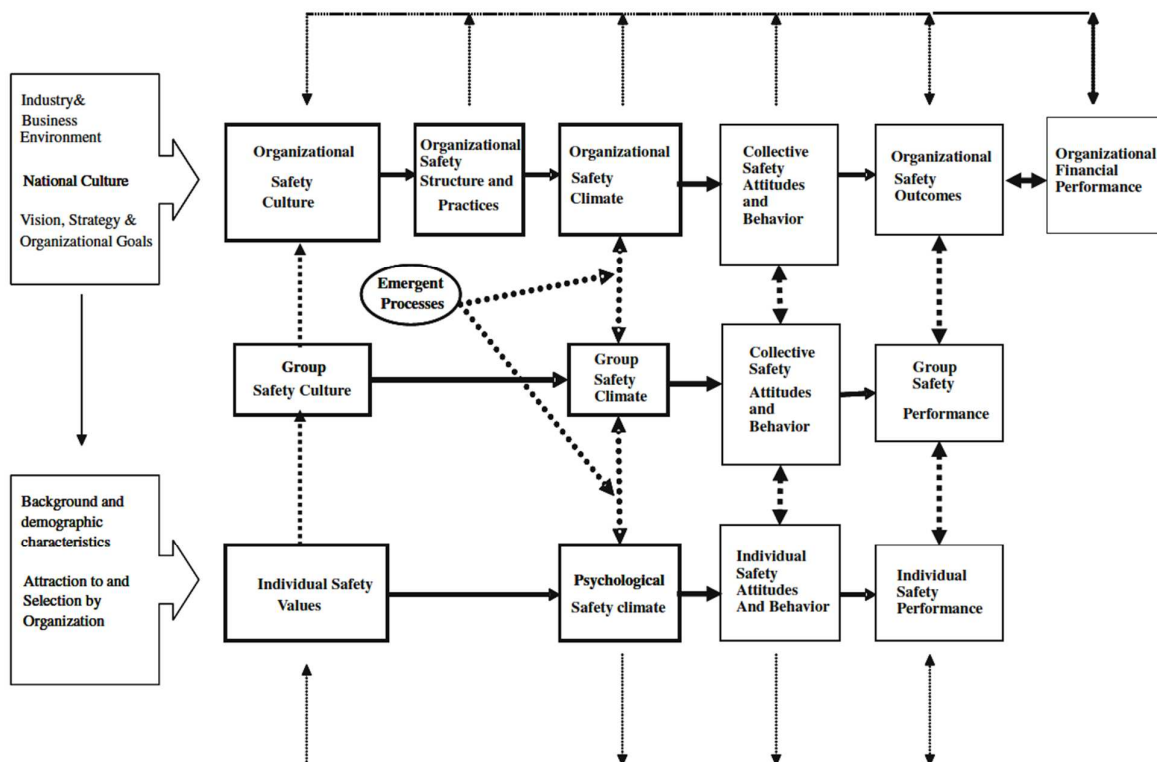 Industry&
Business
Environment
National Culture
Vision, Strategy &
Organizational Goals
Organizational
Safety
Culture
Organizational
Safety
Structure and
Practices
Organizational
Safety
Climate
Collective
Safety
Attitudes
and
Behavior
Organizational
Safety
Outcomes
Organizational
Financial
Performance
Emergent
Processes
Group
Safety Culture
Group
Safety
Climate
Collective
Safety
Attitudes
and
Behavior
Group
Safety
Performance
Background and
demographic
characteristics
Attraction to and
Selection by
Organization
Individual Safety
Values
Psychological
Safety climate
Individual
Safety
Attitudes
And Behavior
Individual
Safety
Performance